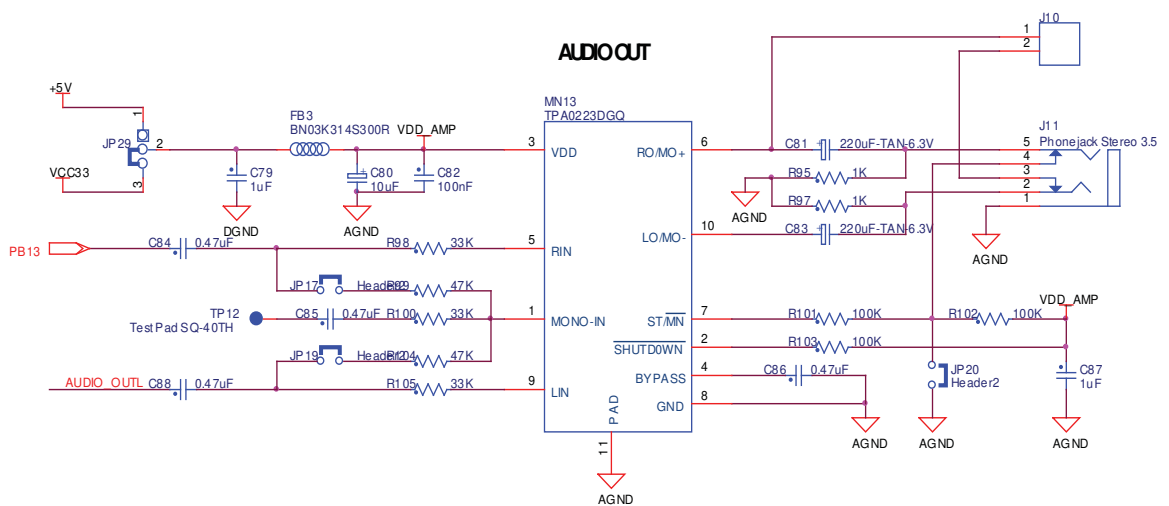 AUDIO OUT
J10
1
2
+5V
1
JP29
2
3
VCC33
FB3
BN03K314S300R
VDD_AMP
C79
1uF
DGND
C80
10uF
C82
100nF
AGND
MN13
TPA0223DGQ
3 VDD
5 RIN
1 MONO-IN
9 LIN
RO/MO+ 6
LO/MO- 10
ST/MN 7
SHUTD0WN 2
BYPASS 4
GND 8
PAD
11
AGND
C81 220uF-TAN-6.3V
R95 1K
AGND
R97 1K
C83 220uF-TAN-6.3V
J11
Phonejack Stereo 3.5
5
4
3
2
1
AGND
PB13
C84 0.47uF
R98 33K
JP17 Header2 R99 47K
TP12
TestPad SQ-40TH
C85 0.47uF R100 33K
JP19 Header2 R104 47K
AUDIO_OUTL C88 0.47uF
R105 33K
VDD_AMP
R101 100K R102 100K
R103 100K
C86 0.47uF
JP20
Header2
C87
1uF
AGND
AGND
AGND